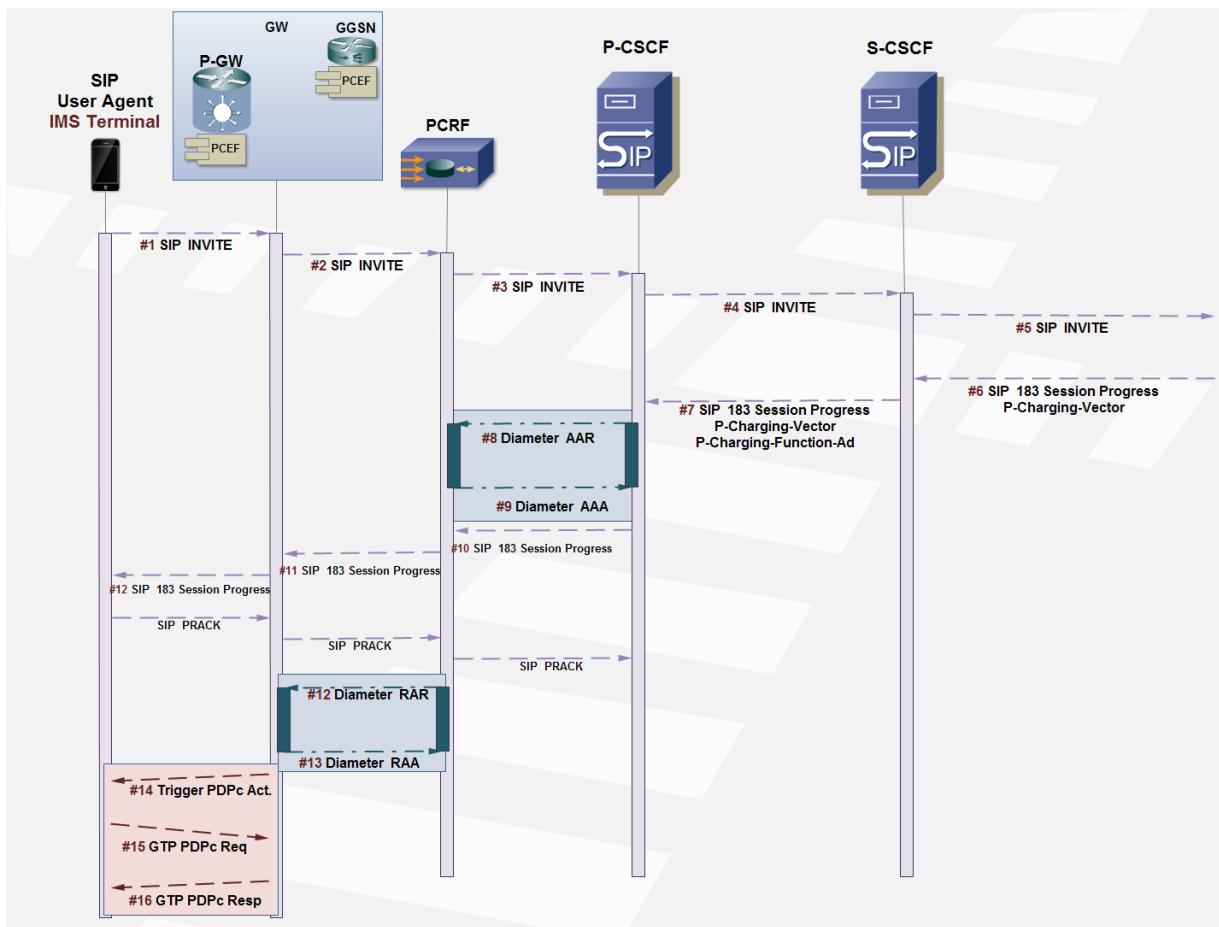 GW
GGSN
P-GW
PCEF
PCEF
SIP
User Agent
IMS Terminal
PCRF
P-CSCF
SIP
S-CSCF
SIP
#1 SIP INVITE
#2 SIP INVITE
#3 SIP INVITE
#4 SIP INVITE
#5 SIP INVITE
#6 SIP 183 Session Progress
P-Charging-Vector
#7 SIP 183 Session Progress
P-Charging-Vector
P-Charging-Function-Ad
#8 Diameter AAR
#9 Diameter AAA
#10 SIP 183 Session Progress
#11 SIP 183 Session Progress
#12 SIP 183 Session Progress
SIP PRACK
SIP PRACK
SIP PRACK
#12 Diameter RAR
#13 Diameter RAA
#14 Trigger PDPc Act.
#15 GTP PDPc Req
#16 GTP PDPc Resp